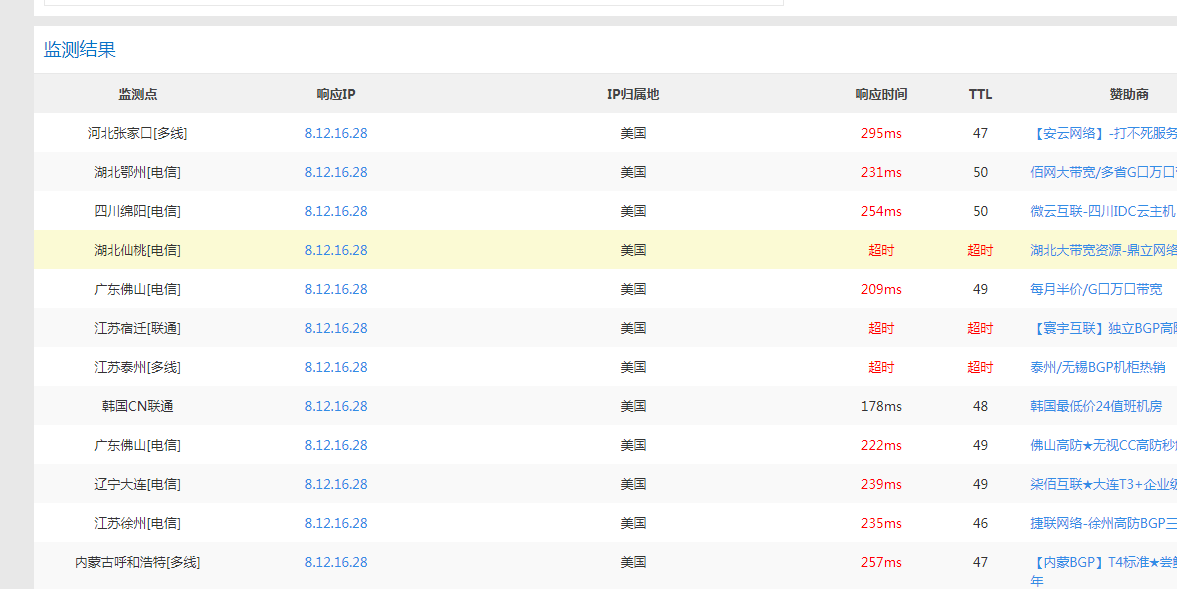 监测结果
监测点 响应IP IP归属地 响应时间 TTL 赞助商
河北张家口[多线] 8.12.16.28 美国 295ms 47 【安云网络】-打不死服务
湖北鄂州[电信] 8.12.16.28 美国 231ms 50 佰网大带宽/多省G口万口
四川绵阳[电信] 8.12.16.28 美国 254ms 50 微云互联-四川IDC云主机
湖北仙桃[电信] 8.12.16.28 美国 超时 超时 湖北大带宽资源-鼎立网络
广东佛山[电信] 8.12.16.28 美国 209ms 49 每月半价/G口万口带宽
江苏宿迁[联通] 8.12.16.28 美国 超时 超时 【寰宇互联】独立BGP高防
江苏泰州[多线] 8.12.16.28 美国 超时 超时 泰州/无锡BGP机柜热销
韩国CN联通 8.12.16.28 美国 178ms 48 韩国最低价24值班机房
广东佛山[电信] 8.12.16.28 美国 222ms 49 佛山高防★无视CC高防秒
辽宁大连[电信] 8.12.16.28 美国 239ms 49 柒佰互联★大连T3+企业级
江苏徐州[电信] 8.12.16.28 美国 235ms 46 捷联网络-徐州高防BGP三
内蒙古呼和浩特[多线] 8.12.16.28 美国 257ms 47 【内蒙BGP】T4标准★尝鲜
年